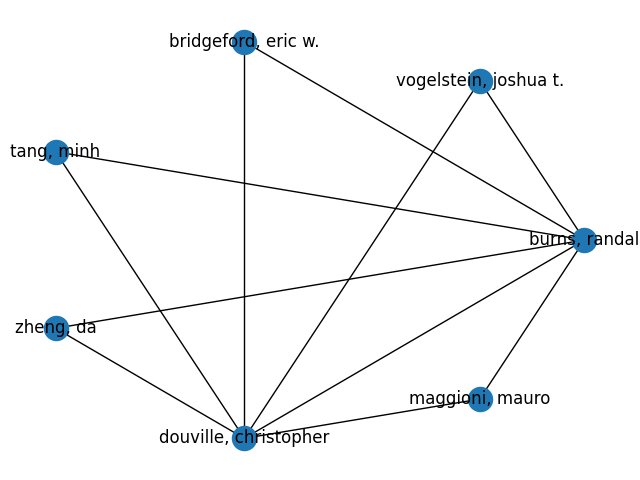 bridgeford, eric w.
vogelstein, joshua t.
tang, minh
burns, randal
zheng, da
maggioni, mauro
douville, christopher